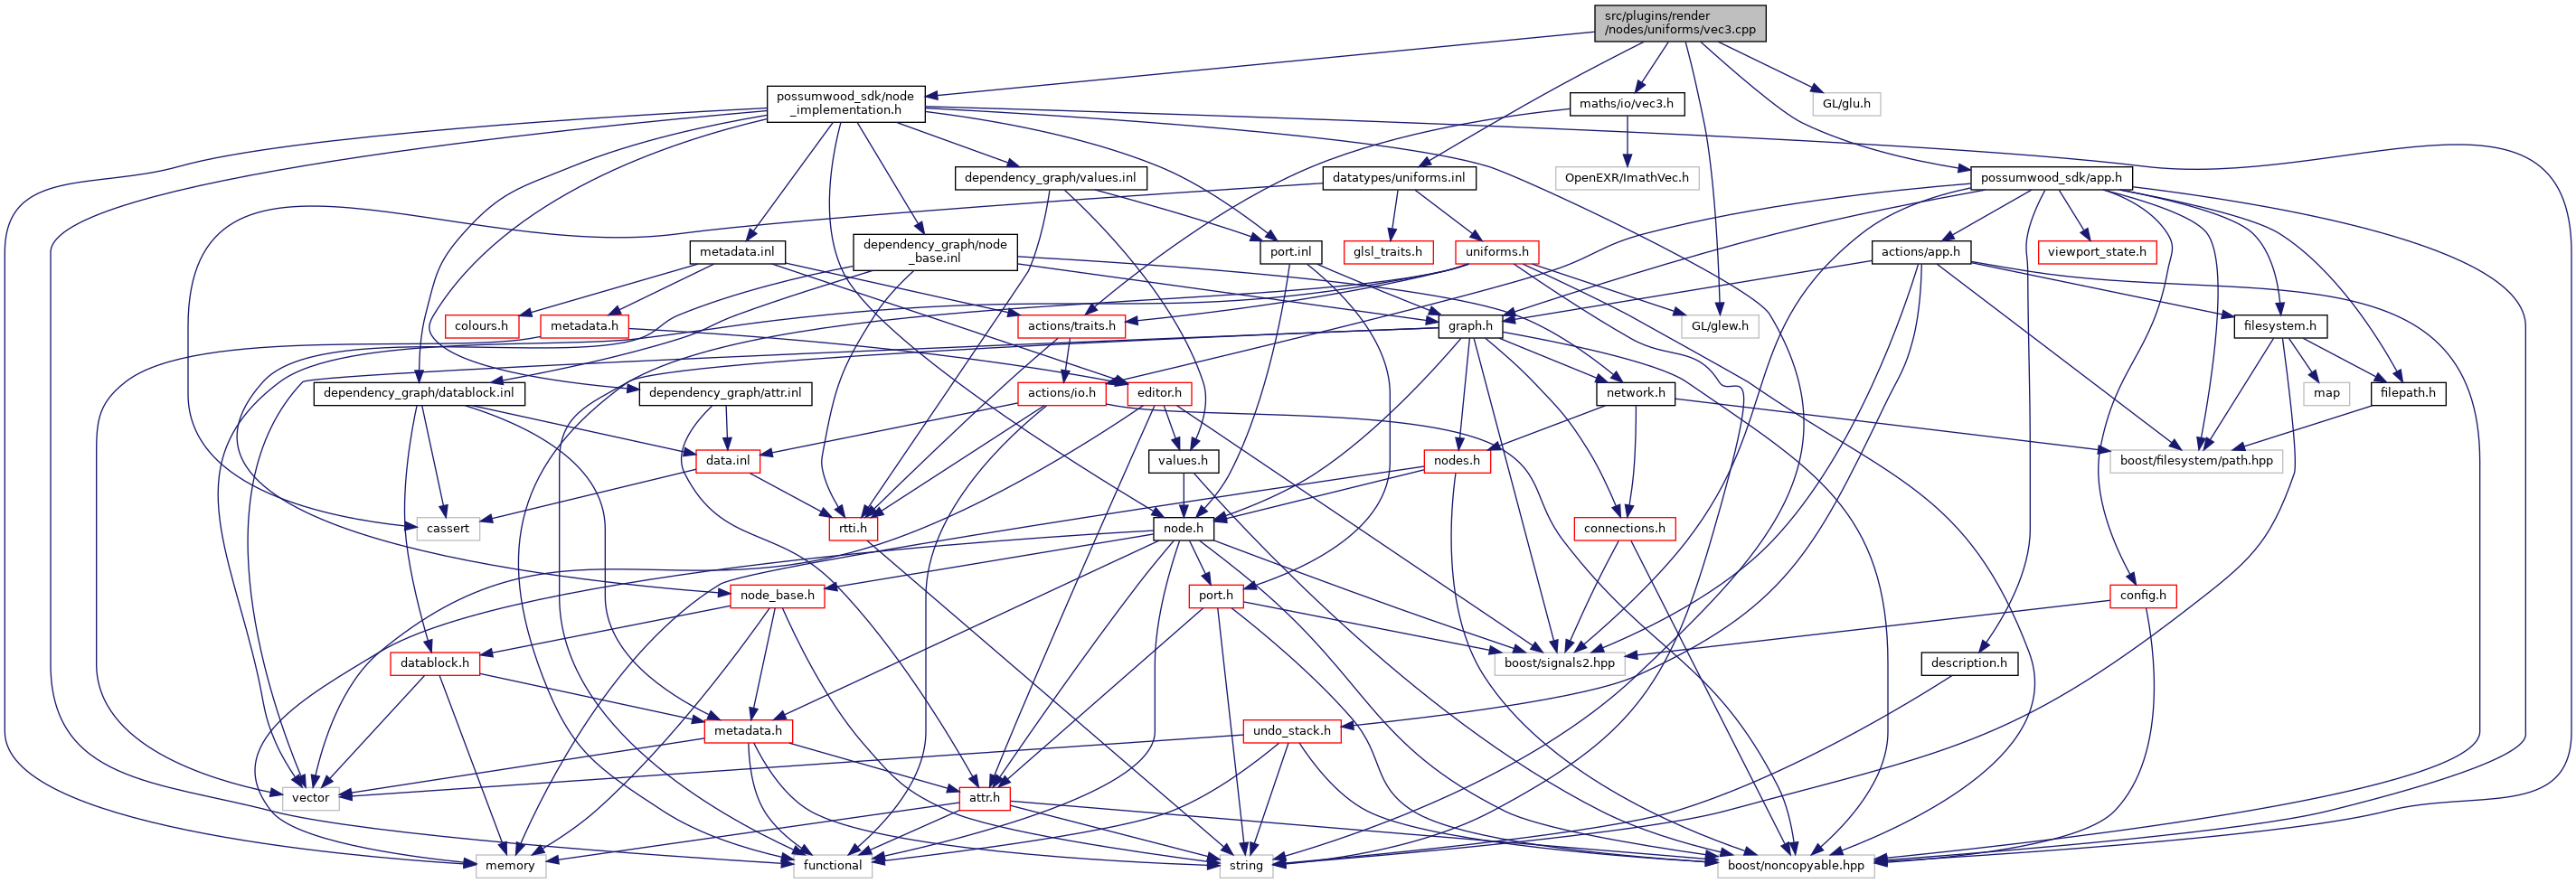 src/plugins/render
/nodes/uniforms/vec3.cpp
possumwood_sdk/node
_implementation.h
maths/io/vec3.h
GL/glu.h
dependency_graph/values.inl
datatypes/uniforms.inl
OpenEXR/ImathVec.h
possumwood_sdk/app.h
metadata.inl
dependency_graph/node
_base.inl
port.inl
glsl_traits.h
uniforms.h
actions/app.h
viewport_state.h
colours.h
metadata.h
actions/traits.h
graph.h
GL/glew.h
filesystem.h
dependency_graph/datablock.inl
dependency_graph/attr.inl
actions/io.h
editor.h
network.h
map
filepath.h
data.inl
values.h
nodes.h
boost/filesystem/path.hpp
cassert
rtti.h
node.h
connections.h
node_base.h
port.h
config.h
datablock.h
boost/signals2.hpp
description.h
metadata.h
undo_stack.h
vector
attr.h
memory
functional
string
boost/noncopyable.hpp